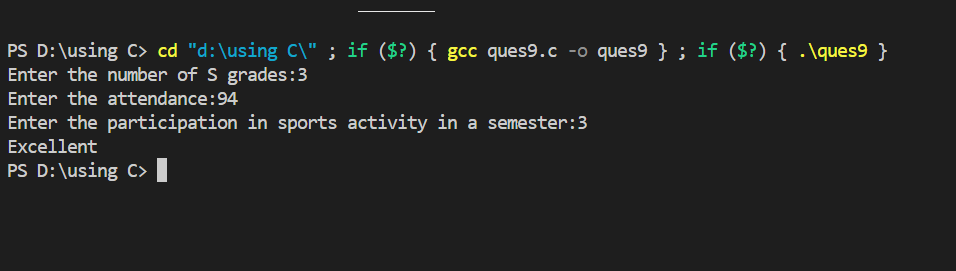 PS D:\using C> cd "d:\using C\" ; if ($?) { gcc ques9.c -o ques9 } ; if ($?) { .\ques9 }
Enter the number of S grades:3
Enter the attendance:94
Enter the participation in sports activity in a semester:3
Excellent
PS D:\using C>